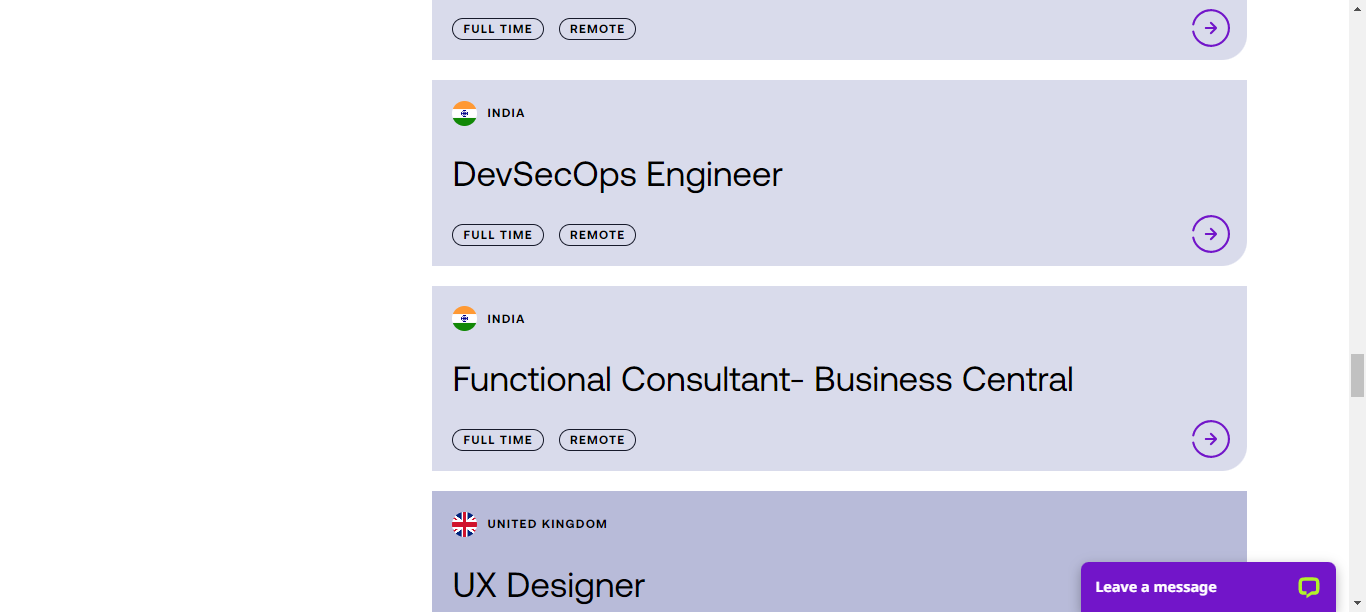 FULL TIME REMOTE
INDIA
DevSecOps Engineer
FULL TIME REMOTE
INDIA
Functional Consultant- Business Central
FULL TIME REMOTE
UNITED KINGDOM
UX Designer
Leave a message